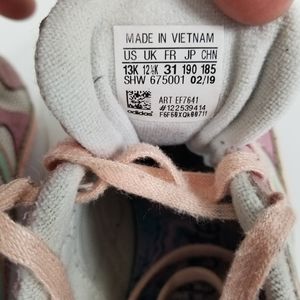 MADE IN VIETNAM
US UK FR JP CHN
13K 12½K 31 190 185
SHW 675001 02/19
ART EF7641
#122539414
adidas